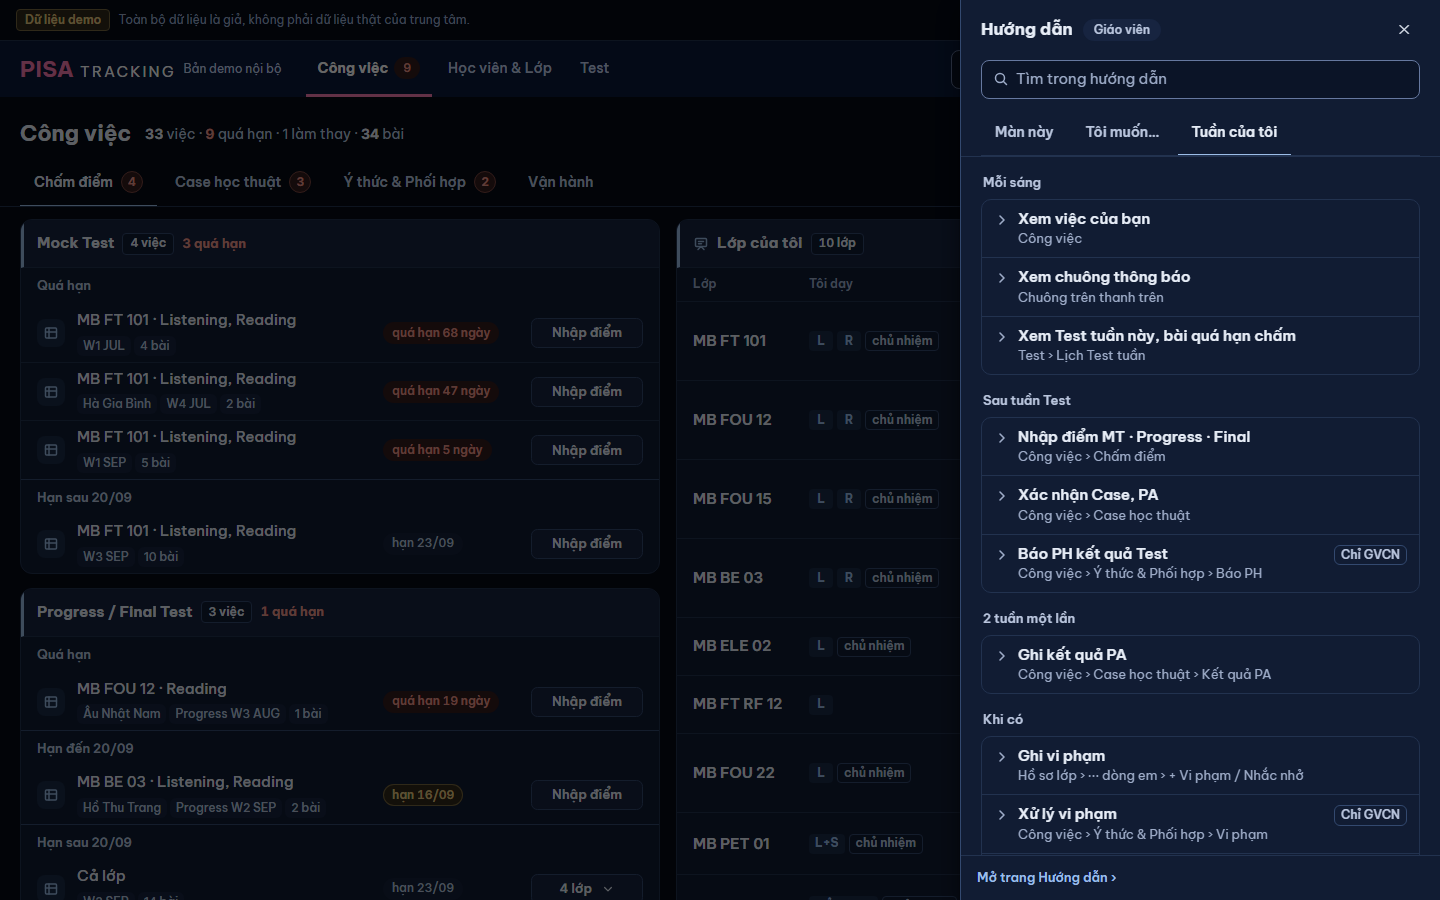 Dữ liệu demo Toàn bộ dữ liệu là giả, không phải dữ liệu thật của trung tâm.
PISA TRACKING Bản demo nội bộ Công việc 9 Học viên & Lớp Test
Công việc 33 việc · 9 quá hạn · 1 làm thay · 34 bài
Chấm điểm 4 Case học thuật 3 Ý thức & Phối hợp 2 Vận hành
Mock Test 4 việc 3 quá hạn
Quá hạn
MB FT 101 · Listening, Reading
W1 JUL 4 bài
quá hạn 68 ngày
Nhập điểm
MB FT 101 · Listening, Reading
Hà Gia Bình W4 JUL 2 bài
quá hạn 47 ngày
Nhập điểm
MB FT 101 · Listening, Reading
W1 SEP 5 bài
quá hạn 5 ngày
Nhập điểm
Hạn sau 20/09
MB FT 101 · Listening, Reading
W3 SEP 10 bài
hạn 23/09
Nhập điểm
Progress / Final Test 3 việc 1 quá hạn
Quá hạn
MB FOU 12 · Reading
Âu Nhật Nam Progress W3 AUG 1 bài
quá hạn 19 ngày
Nhập điểm
Hạn đến 20/09
MB BE 03 · Listening, Reading
Hồ Thu Trang Progress W2 SEP 2 bài
hạn 16/09
Nhập điểm
Hạn sau 20/09
Cả lớp
hạn 23/09
4 lớp
Lớp của tôi 10 lớp
Lớp Tôi dạy
MB FT 101 L R chủ nhiệm
MB FOU 12 L R chủ nhiệm
MB FOU 15 L R chủ nhiệm
MB BE 03 L R chủ nhiệm
MB ELE 02 L chủ nhiệm
MB FT RF 12 L
MB FOU 22 L chủ nhiệm
MB PET 01 L+S chủ nhiệm
Hướng dẫn Giáo viên
Tìm trong hướng dẫn
Màn này Tôi muốn... Tuần của tôi
Mỗi sáng
Xem việc của bạn
Công việc
Xem chuông thông báo
Chuông trên thanh trên
Xem Test tuần này, bài quá hạn chấm
Test › Lịch Test tuần
Sau tuần Test
Nhập điểm MT · Progress · Final
Công việc › Chấm điểm
Xác nhận Case, PA
Công việc › Case học thuật
Báo PH kết quả Test Chỉ GVCN
Công việc › Ý thức & Phối hợp › Báo PH
2 tuần một lần
Ghi kết quả PA
Công việc › Case học thuật › Kết quả PA
Khi có
Ghi vi phạm
Hồ sơ lớp › ··· dòng em › + Vi phạm / Nhắc nhở
Xử lý vi phạm Chỉ GVCN
Công việc › Ý thức & Phối hợp › Vi phạm
Mở trang Hướng dẫn ›